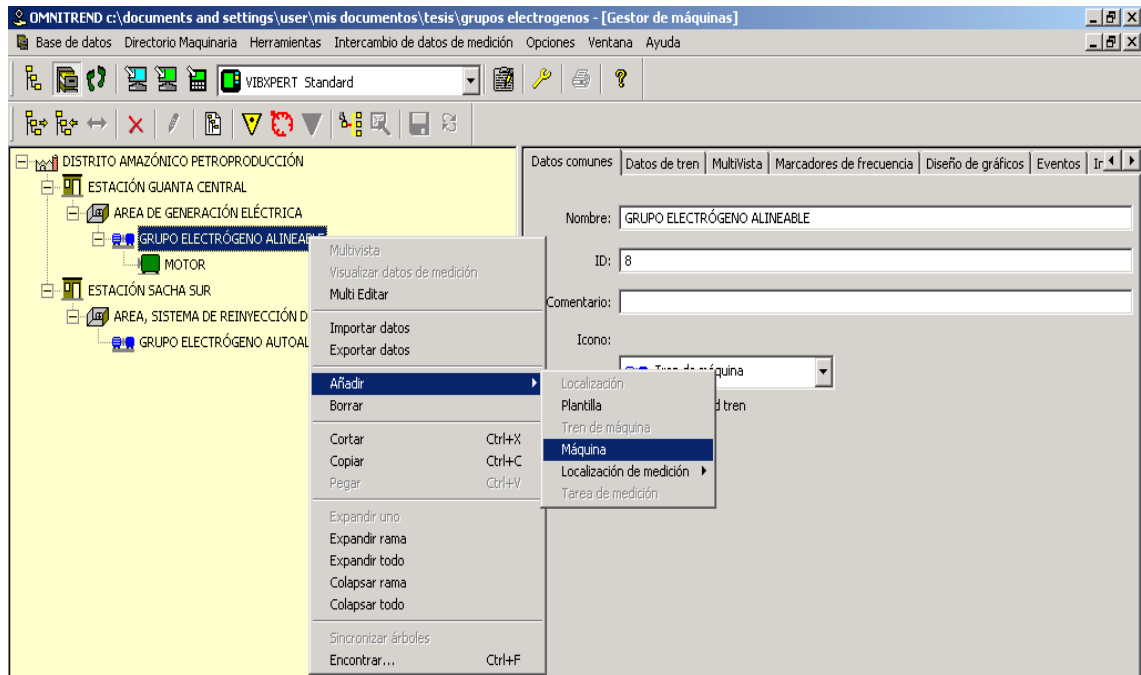 OMNITREND c:\documents and settings\user\mis documentos\tesis\grupos electrogenos - [Gestor de máquinas]
Base de datos Directorio Maquinaria Herramientas Intercambio de datos de medición Opciones Ventana Ayuda
VIBXPERT Standard
DISTRITO AMAZÓNICO PETROPRODUCCIÓN
ESTACIÓN GUANTA CENTRAL
AREA DE GENERACIÓN ELÉCTRICA
GRUPO ELECTRÓGENO ALINEABLE
MOTOR
ESTACIÓN SACHA SUR
AREA, SISTEMA DE REINYECCIÓN D
GRUPO ELECTRÓGENO AUTOAL
Multivista
Visualizar datos de medición
Multi Editar
Importar datos
Exportar datos
Añadir
Borrar
Cortar Ctrl+X
Copiar Ctrl+C
Pegar Ctrl+V
Expandir uno
Expandir rama
Expandir todo
Colapsar rama
Colapsar todo
Sincronizar árboles
Encontrar... Ctrl+F
Localización
Plantilla
Tren de máquina
Máquina
Localización de medición
Tarea de medición
Datos comunes Datos de tren MultiVista Marcadores de frecuencia Diseño de gráficos Eventos Ir
Nombre: GRUPO ELECTRÓGENO ALINEABLE
ID: 8
Comentario:
Icono:
Tren de máquina
d tren